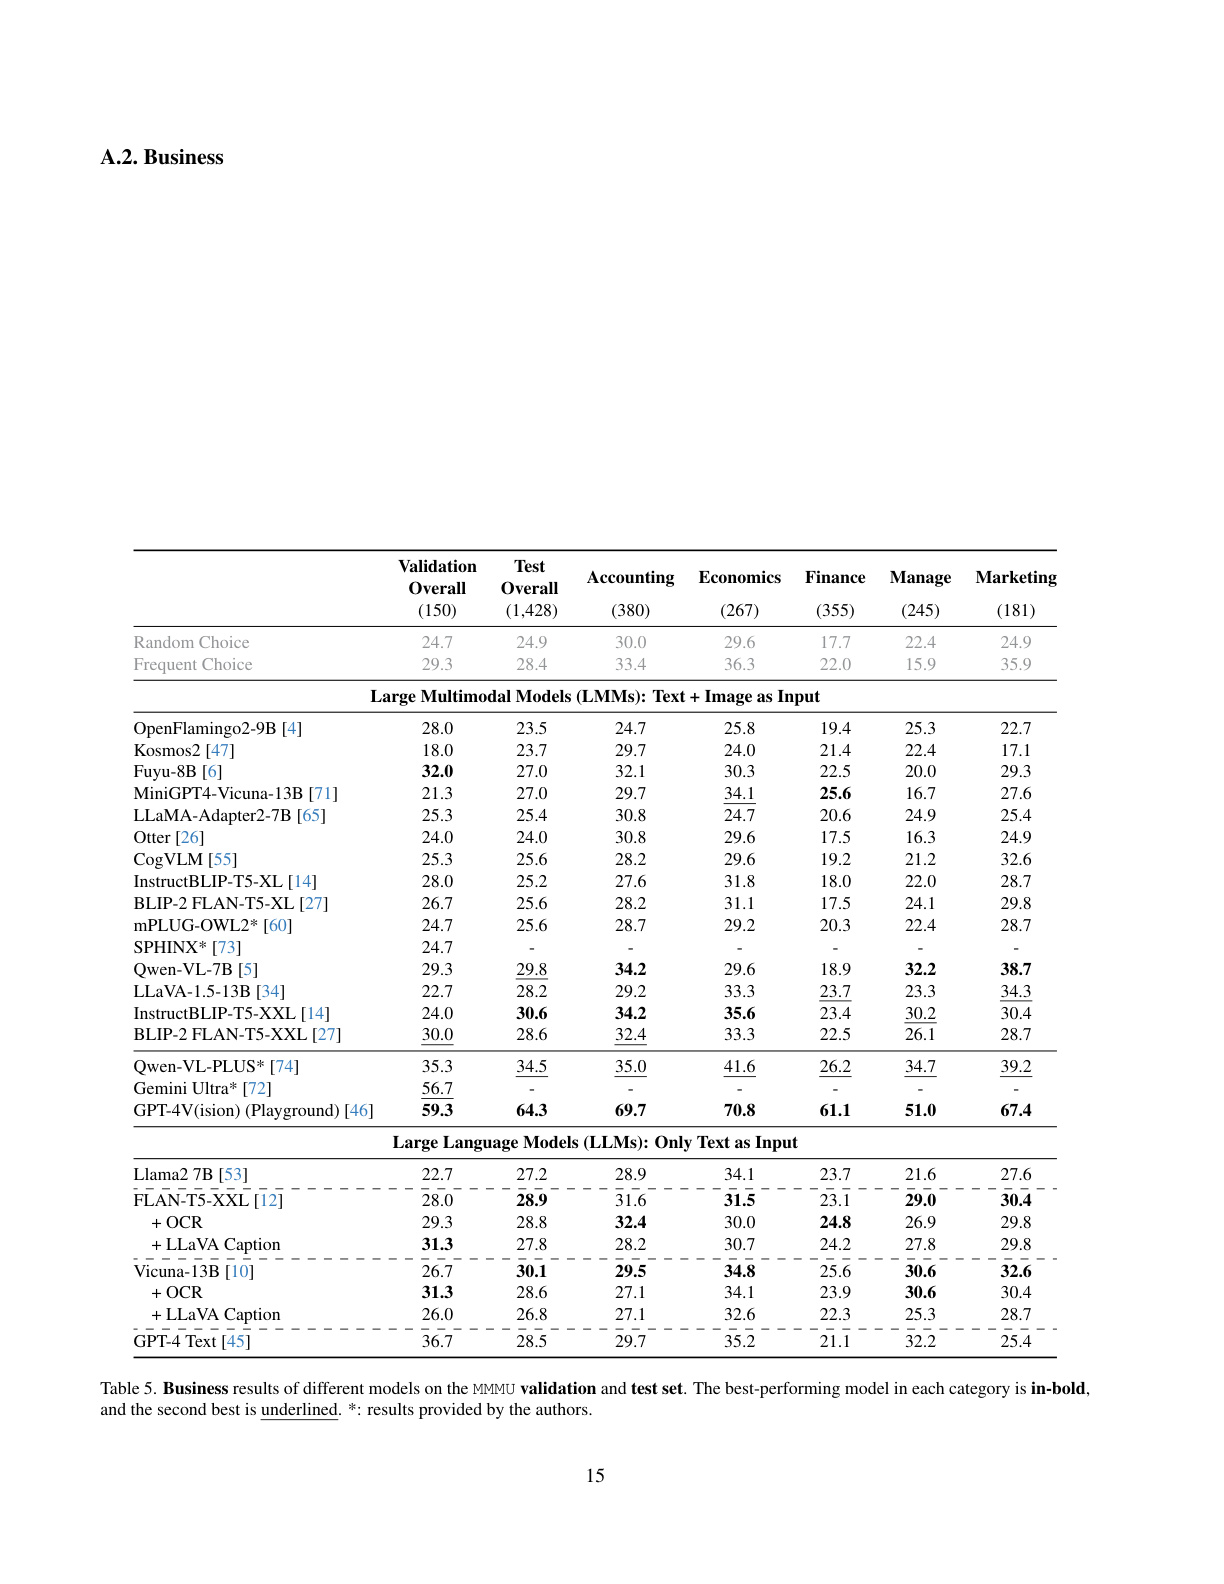 A.2. Business
Validation Test
Overall Overall Accounting Economics Finance Manage Marketing
(150) (1,428) (380) (267) (355) (245) (181)
Random Choice 24.7 24.9 30.0 29.6 17.7 22.4 24.9
Frequent Choice 29.3 28.4 33.4 36.3 22.0 15.9 35.9
Large Multimodal Models (LMMs): Text + Image as Input
OpenFlamingo2-9B [4] 28.0 23.5 24.7 25.8 19.4 25.3 22.7
Kosmos2 [47] 18.0 23.7 29.7 24.0 21.4 22.4 17.1
Fuyu-8B [6] 32.0 27.0 32.1 30.3 22.5 20.0 29.3
MiniGPT4-Vicuna-13B [71] 21.3 27.0 29.7 34.1 25.6 16.7 27.6
LLaMA-Adapter2-7B [65] 25.3 25.4 30.8 24.7 20.6 24.9 25.4
Otter [26] 24.0 24.0 30.8 29.6 17.5 16.3 24.9
CogVLM [55] 25.3 25.6 28.2 29.6 19.2 21.2 32.6
InstructBLIP-T5-XL [14] 28.0 25.2 27.6 31.8 18.0 22.0 28.7
BLIP-2 FLAN-T5-XL [27] 26.7 25.6 28.2 31.1 17.5 24.1 29.8
mPLUG-OWL2* [60] 24.7 25.6 28.7 29.2 20.3 22.4 28.7
SPHINX* [73] 24.7 - - - - - -
Qwen-VL-7B [5] 29.3 29.8 34.2 29.6 18.9 32.2 38.7
LLaVA-1.5-13B [34] 22.7 28.2 29.2 33.3 23.7 23.3 34.3
InstructBLIP-T5-XXL [14] 24.0 30.6 34.2 35.6 23.4 30.2 30.4
BLIP-2 FLAN-T5-XXL [27] 30.0 28.6 32.4 33.3 22.5 26.1 28.7
Qwen-VL-PLUS* [74] 35.3 34.5 35.0 41.6 26.2 34.7 39.2
Gemini Ultra* [72] 56.7 - - - - - -
GPT-4V(ision) (Playground) [46] 59.3 64.3 69.7 70.8 61.1 51.0 67.4
Large Language Models (LLMs): Only Text as Input
Llama2 7B [53] 22.7 27.2 28.9 34.1 23.7 21.6 27.6
FLAN-T5-XXL [12] 28.0 28.9 31.6 31.5 23.1 29.0 30.4
+ OCR 29.3 28.8 32.4 30.0 24.8 26.9 29.8
+ LLaVA Caption 31.3 27.8 28.2 30.7 24.2 27.8 29.8
Vicuna-13B [10] 26.7 30.1 29.5 34.8 25.6 30.6 32.6
+ OCR 31.3 28.6 27.1 34.1 23.9 30.6 30.4
+ LLaVA Caption 26.0 26.8 27.1 32.6 22.3 25.3 28.7
GPT-4 Text [45] 36.7 28.5 29.7 35.2 21.1 32.2 25.4
Table 5. Business results of different models on the MMMU validation and test set. The best-performing model in each category is in-bold,
and the second best is underlined. *: results provided by the authors.
15